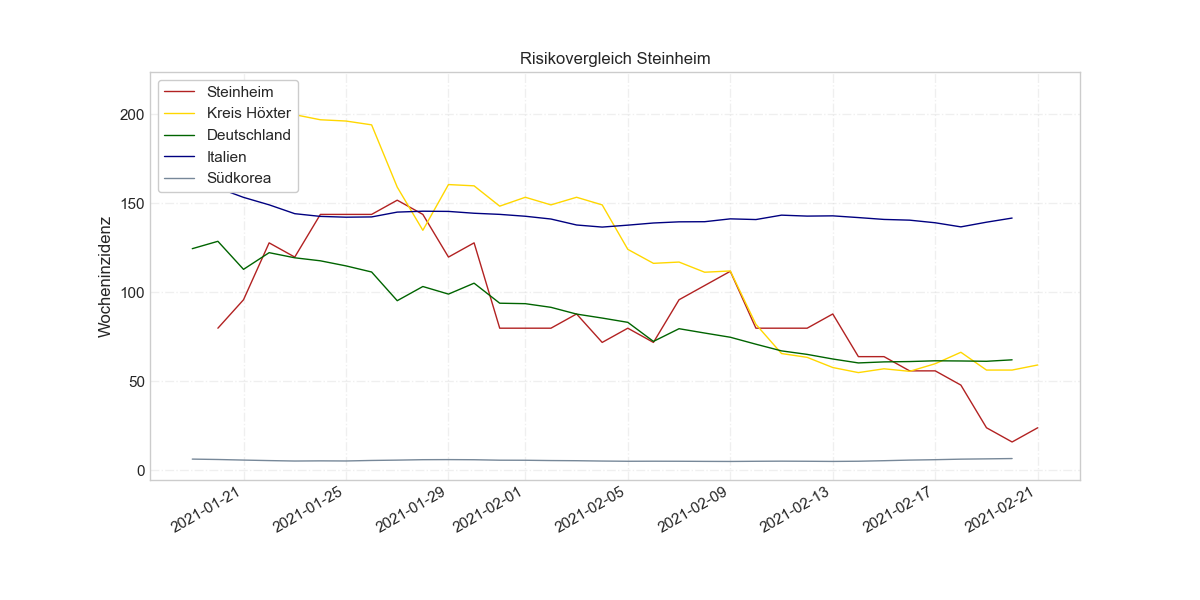 Risikovergleich Steinheim
Steinheim
Kreis Höxter
Deutschland
Italien
Südkorea
Wocheninzidenz
200
150
100
50
0
2021-01-21
2021-01-25
2021-01-29
2021-02-01
2021-02-05
2021-02-09
2021-02-13
2021-02-17
2021-02-21